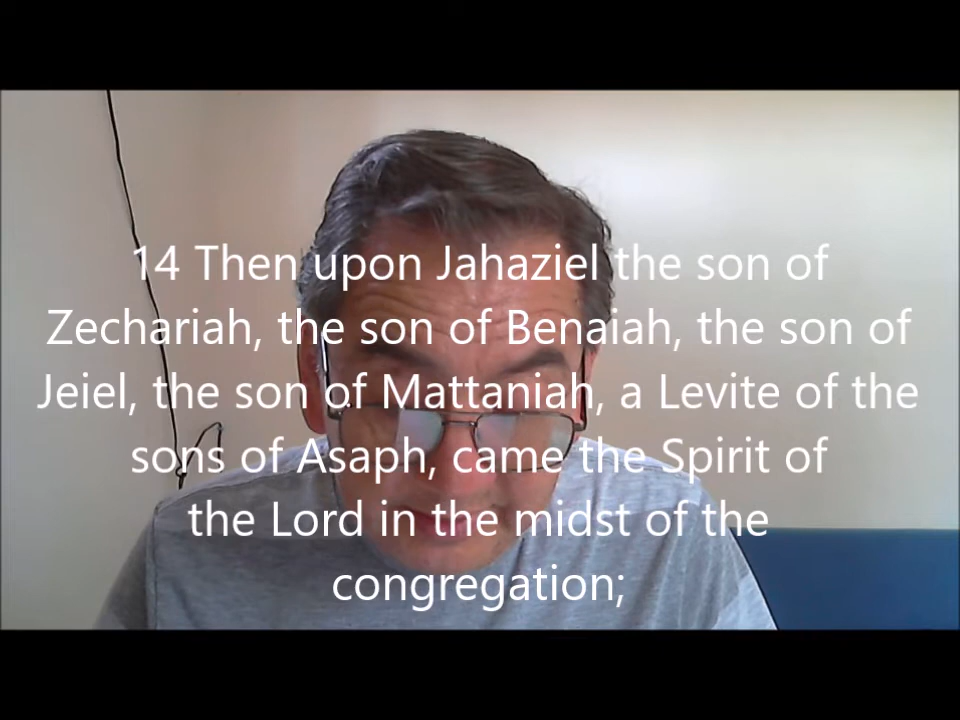 14 Then upon Jahaziel the son of
Zechariah, the son of Benaiah, the son of
Jeiel, the son of Mattaniah, a Levite of the
sons of Asaph, came the Spirit of
the Lord in the midst of the
congregation;